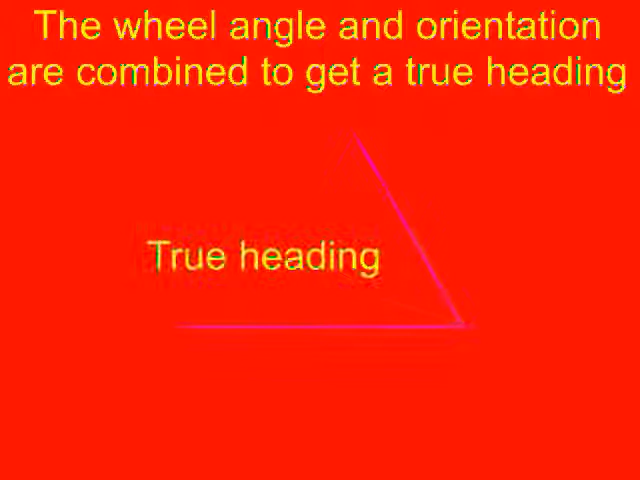 The wheel angle and orientation
are combined to get a true heading
True heading